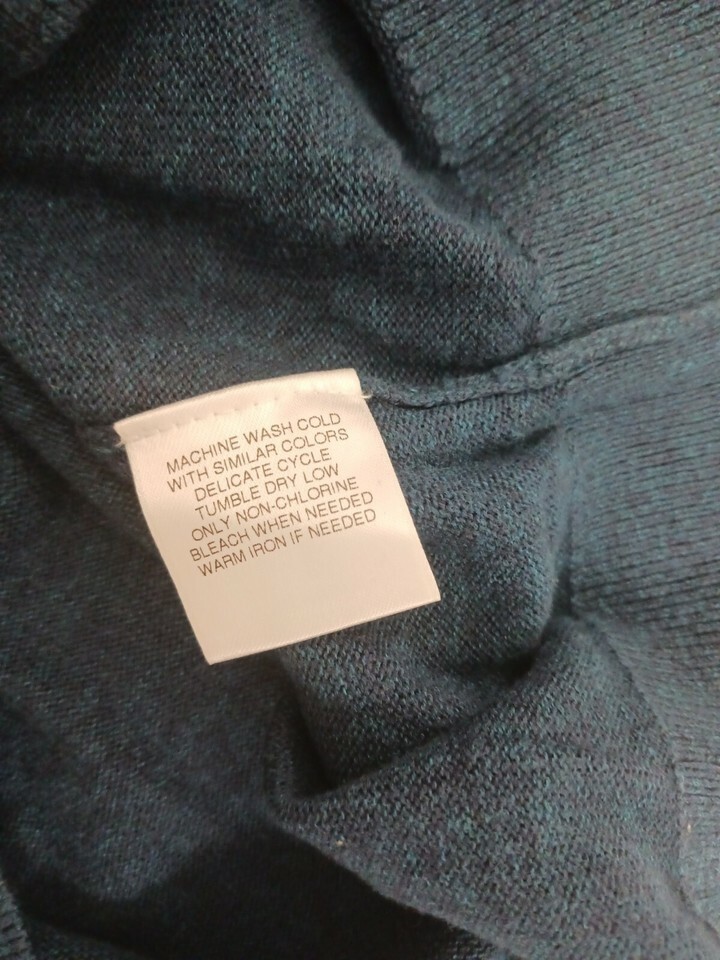 MACHINE WASH COLD
WITH SIMILAR COLORS
DELICATE CYCLE
TUMBLE DRY LOW
ONLY NON-CHLORINE
BLEACH WHEN NEEDED
WARM IRON IF NEEDED